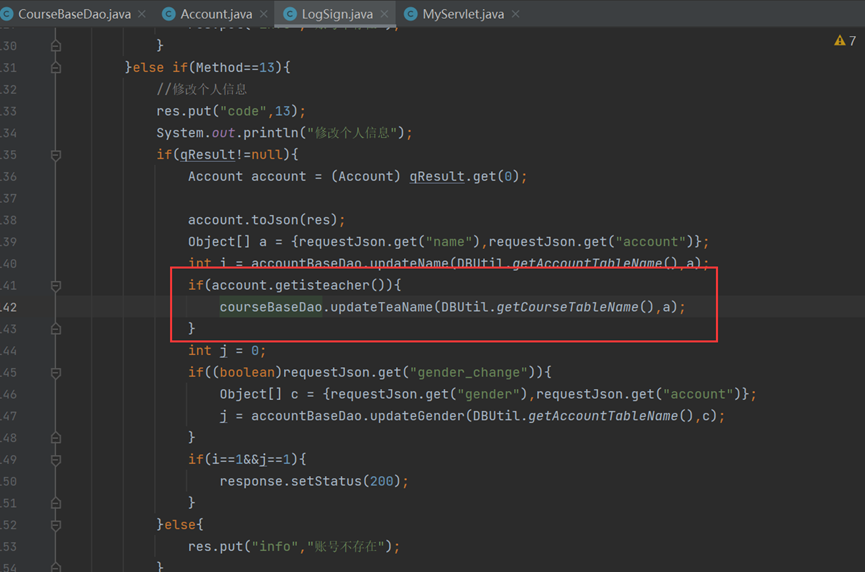 CourseBaseDao.java × Account.java × LogSign.java × MyServlet.java ×
30 }
31 }else if(Method==13){
32 //修改个人信息
33 res.put("code",13);
34 System.out.println("修改个人信息");
35 if(qResult!=null){
36 Account account = (Account) qResult.get(0);
37
38 account.toJson(res);
39 Object[] a = {requestJson.get("name"),requestJson.get("account")};
40 int i = accountBaseDao.updateName(DBUtil.getAccountTableName(),a);
41 if(account.getisteacher()){
42 courseBaseDao.updateTeaName(DBUtil.getCourseTableName(),a);
43 }
44 int j = 0;
45 if((boolean)requestJson.get("gender_change")){
46 Object[] c = {requestJson.get("gender"),requestJson.get("account")};
47 j = accountBaseDao.updateGender(DBUtil.getAccountTableName(),c);
48 }
49 if(i==1&&j==1){
50 response.setStatus(200);
51 }
52 }else{
53 res.put("info","账号不存在");
54 }
7